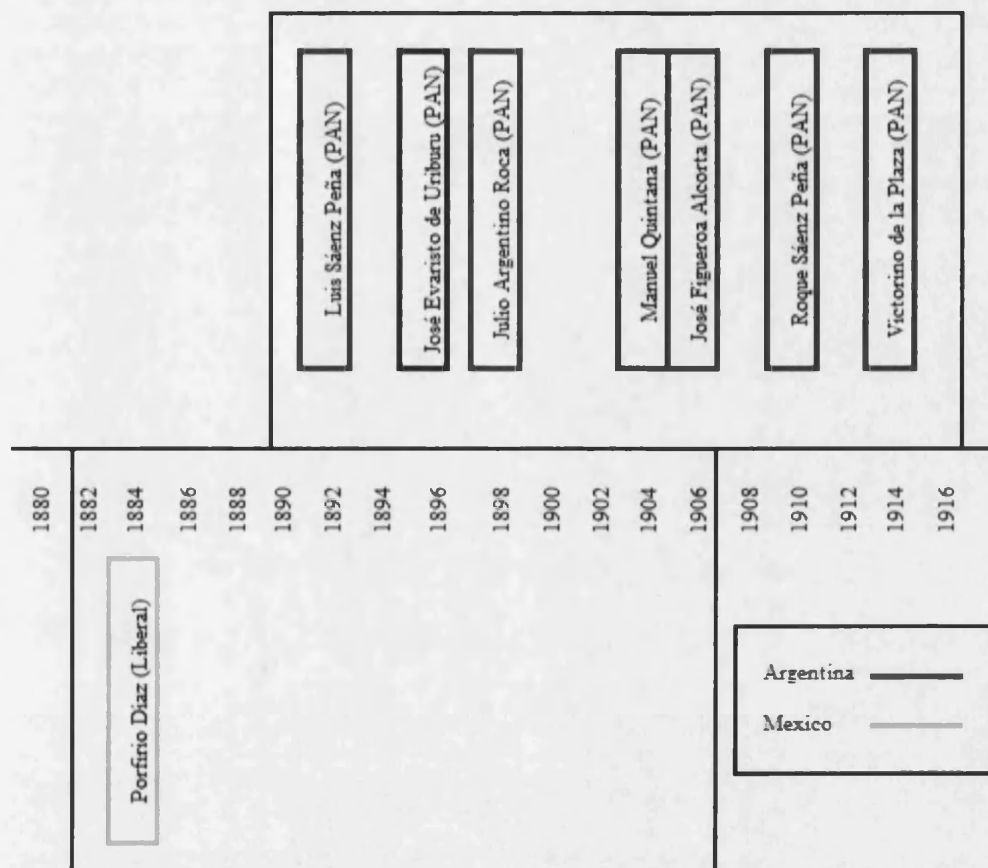 Luis Sáenz Peña (PAN)
José Evaristo de Uriburu (PAN)
Julio Argentino Roca (PAN)
Manuel Quintana (PAN)
José Figueroa Alcorta (PAN)
Roque Sáenz Peña (PAN)
Victorino de la Plaza (PAN)
1880
1882
1884
1886
1888
1890
1892
1894
1896
1898
1900
1902
1904
1906
1908
1910
1912
1914
1916
Porfirio Diaz (Liberal)
Argentina
Mexico